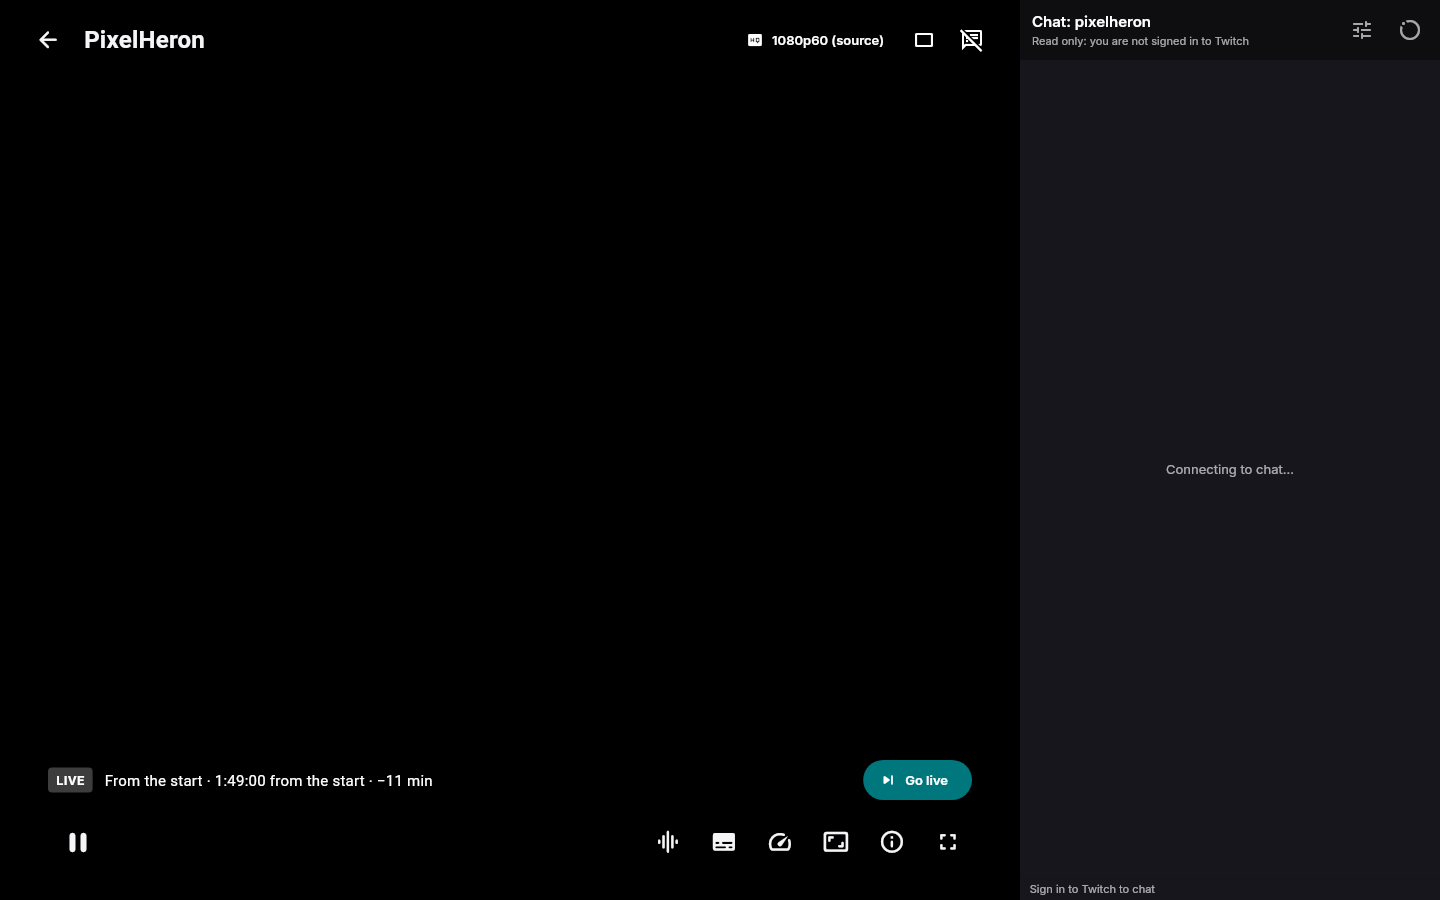 PixelHeron
HQ 1080p60 (source)
Chat: pixelheron
Read only: you are not signed in to Twitch
Connecting to chat...
LIVE From the start · 1:49:00 from the start · −11 min
Go live
Sign in to Twitch to chat